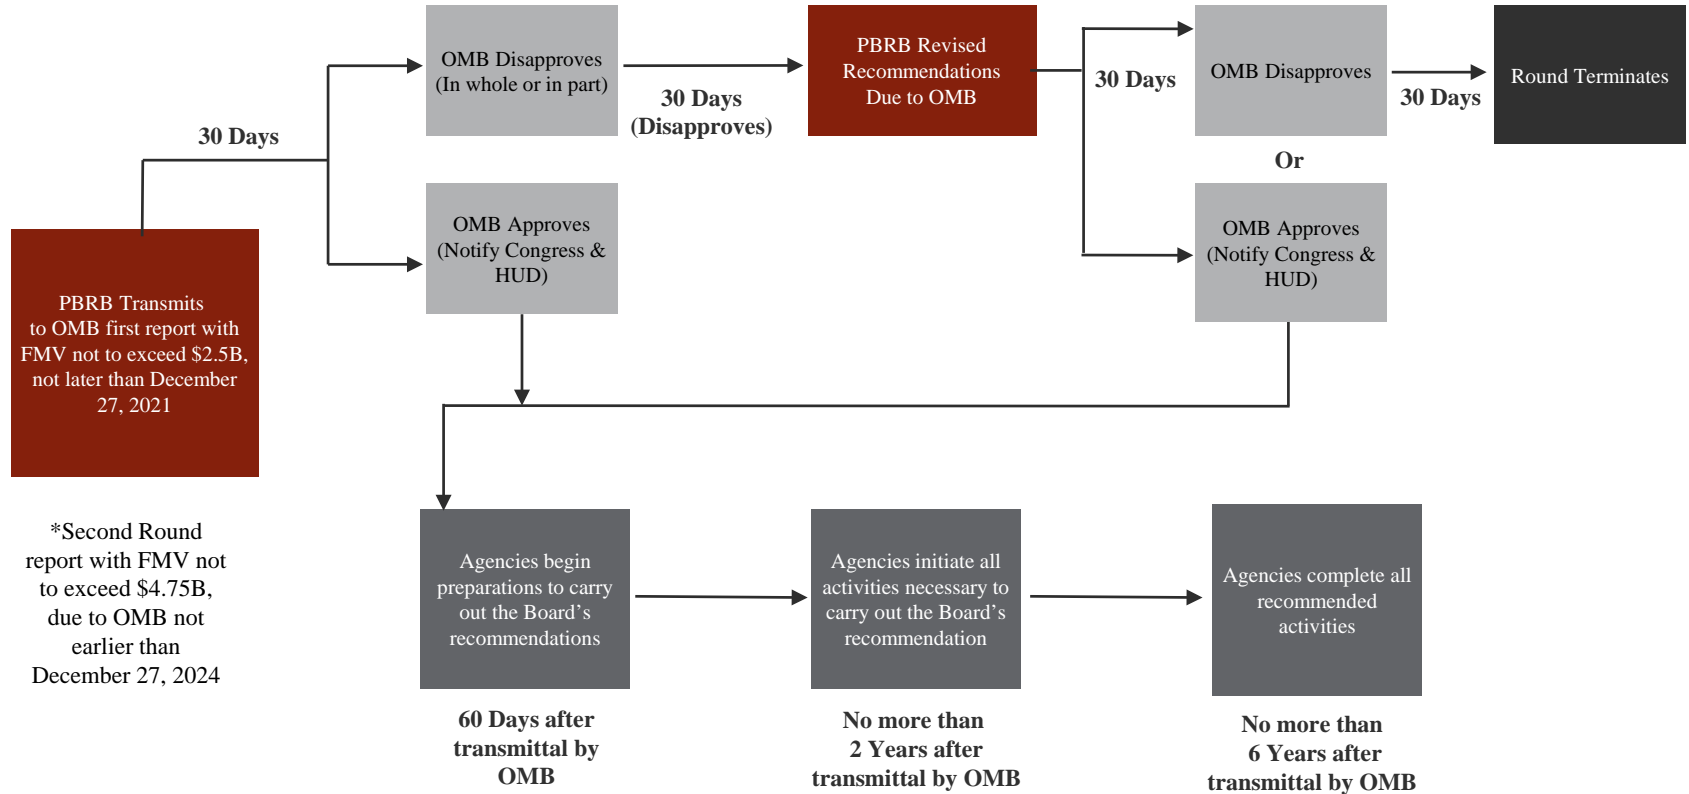 OMB Disapproves
(In whole or in part)
30 Days
(Disapproves)
PBRB Revised
Recommendations
Due to OMB
30 Days
OMB Disapproves
30 Days
Round Terminates
30 Days
Or
OMB Approves
(Notify Congress &
HUD)
OMB Approves
(Notify Congress &
HUD)
PBRB Transmits
to OMB first report with
FMV not to exceed $2.5B,
not later than December
27, 2021
*Second Round
report with FMV not
to exceed $4.75B,
due to OMB not
earlier than
December 27, 2024
Agencies begin
preparations to carry
out the Board’s
recommendations
Agencies initiate all
activities necessary to
carry out the Board’s
recommendation
Agencies complete all
recommended
activities
60 Days after
transmittal by
OMB
No more than
2 Years after
transmittal by OMB
No more than
6 Years after
transmittal by OMB